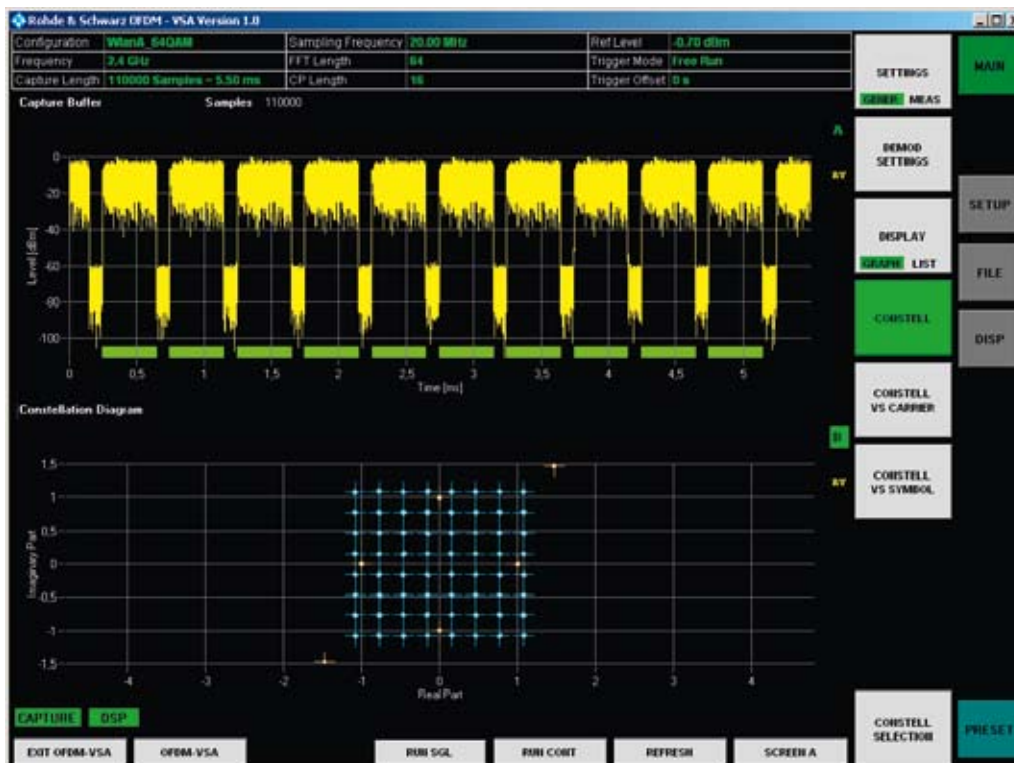 Rohde & Schwarz OFDM - VSA Version 1.0
Configuration WlanA_64QAM Sampling Frequency 20.00 MHz Ref Level -0.70 dBm
Frequency 2,4 GHz FFT Length 64 Trigger Mode Free Run
Capture Length 110000 Samples ~ 5.50 ms CP Length 16 Trigger Offset 0 s
Capture Buffer Samples 110000
A
RY
0
-20
-40
-60
-80
-100
Level [dBm]
0 0,5 1 1,5 2 2,5 3 3,5 4 4,5 5
Time [ms]
Constellation Diagram
B
RY
1,5
1
0,5
0
-0,5
-1
-1,5
Imaginary Part
-4 -3 -2 -1 0 1 2 3 4
Real Part
CAPTURE DSP
EXIT OFDM-VSA OFDM-VSA RUN SGL RUN CONT REFRESH SCREEN A
SETTINGS
GENER MEAS
DEMOD
SETTINGS
DISPLAY
GRAPH LIST
CONSTELL
CONSTELL
VS CARRIER
CONSTELL
VS SYMBOL
CONSTELL
SELECTION
MAIN
SETUP
FILE
DISP
PRESET